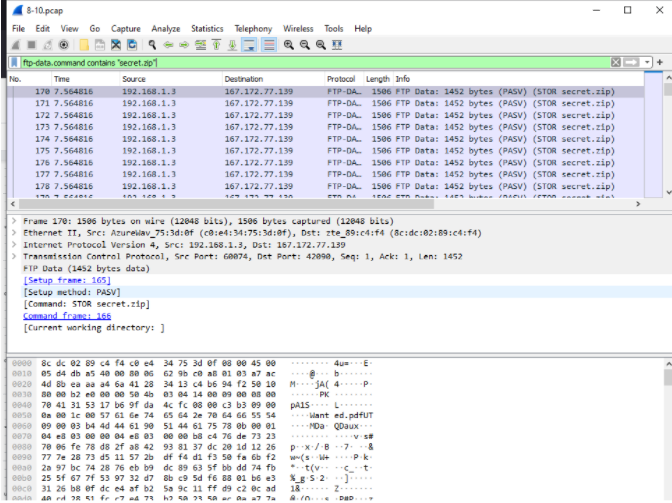 8-10.pcap
File Edit View Go Capture Analyze Statistics Telephony Wireless Tools Help
ftp-data.command contains "secret.zip"
No. Time Source Destination Protocol Length Info
170 7.564816 192.168.1.3 167.172.77.139 FTP-DA… 1506 FTP Data: 1452 bytes (PASV) (STOR secret.zip)
171 7.564816 192.168.1.3 167.172.77.139 FTP-DA… 1506 FTP Data: 1452 bytes (PASV) (STOR secret.zip)
172 7.564816 192.168.1.3 167.172.77.139 FTP-DA… 1506 FTP Data: 1452 bytes (PASV) (STOR secret.zip)
173 7.564816 192.168.1.3 167.172.77.139 FTP-DA… 1506 FTP Data: 1452 bytes (PASV) (STOR secret.zip)
175 7.564816 192.168.1.3 167.172.77.139 FTP-DA… 1506 FTP Data: 1452 bytes (PASV) (STOR secret.zip)
176 7.564816 192.168.1.3 167.172.77.139 FTP-DA… 1506 FTP Data: 1452 bytes (PASV) (STOR secret.zip)
177 7.564816 192.168.1.3 167.172.77.139 FTP-DA… 1506 FTP Data: 1452 bytes (PASV) (STOR secret.zip)
178 7.564816 192.168.1.3 167.172.77.139 FTP-DA… 1506 FTP Data: 1452 bytes (PASV) (STOR secret.zip)
Frame 170: 1506 bytes on wire (12048 bits), 1506 bytes captured (12048 bits)
Ethernet II, Src: AzureWav_75:3d:0f (c0:e4:34:75:3d:0f), Dst: zte_89:c4:f4 (8c:dc:02:89:c4:f4)
Internet Protocol Version 4, Src: 192.168.1.3, Dst: 167.172.77.139
Transmission Control Protocol, Src Port: 60074, Dst Port: 42090, Seq: 1, Ack: 1, Len: 1452
FTP Data (1452 bytes data)
[Setup frame: 165]
[Setup method: PASV]
[Command: STOR secret.zip]
Command frame: 166
[Current working directory: ]
0000 8c dc 02 89 c4 f4 c0 e4 34 75 3d 0f 08 00 45 00 ········ 4u=···E·
0010 05 d4 db a5 40 00 80 06 62 9b c0 a8 01 03 a7 ac ····@··· b·······
0020 4d 8b ea aa a4 6a 41 28 34 13 c4 b6 94 f2 50 10 M····jA( 4·····P·
0030 80 00 b2 e0 00 00 50 4b 03 04 14 00 09 00 08 00 ······PK ········
0040 70 41 31 53 17 b6 9f da 4c fc 08 00 c3 b3 09 00 pA1S···· L·······
0050 0a 00 1c 00 57 61 6e 74 65 64 2e 70 64 66 55 54 ····Want ed.pdfUT
0060 09 00 03 b4 4d 44 61 90 51 44 61 75 78 0b 00 01 ····MDa· QDaux···
0070 04 e8 03 00 00 04 e8 03 00 00 b8 c4 76 de 73 23 ········ ····v·s#
0080 70 06 fe 78 d8 2f a8 42 93 81 37 dc 20 1d 12 26 p··x·/·B ··7· ··&
0090 77 7e 28 73 d5 11 57 2b df f4 d1 f3 50 fa 6b f2 w~(s··W+ ····P·k·
00a0 2a 97 bc 74 28 76 eb b9 dc 89 63 5f bb dd 74 fb *··t(v·· ··c_··t·
00b0 25 5f 67 7f 53 97 32 d7 8b c9 5d f6 88 01 b6 e3 %_g·S·2· ··]·····
00c0 31 26 b8 0f dc e4 af b2 5a 9c 11 ff d9 c2 0c ad 1&······ Z·······